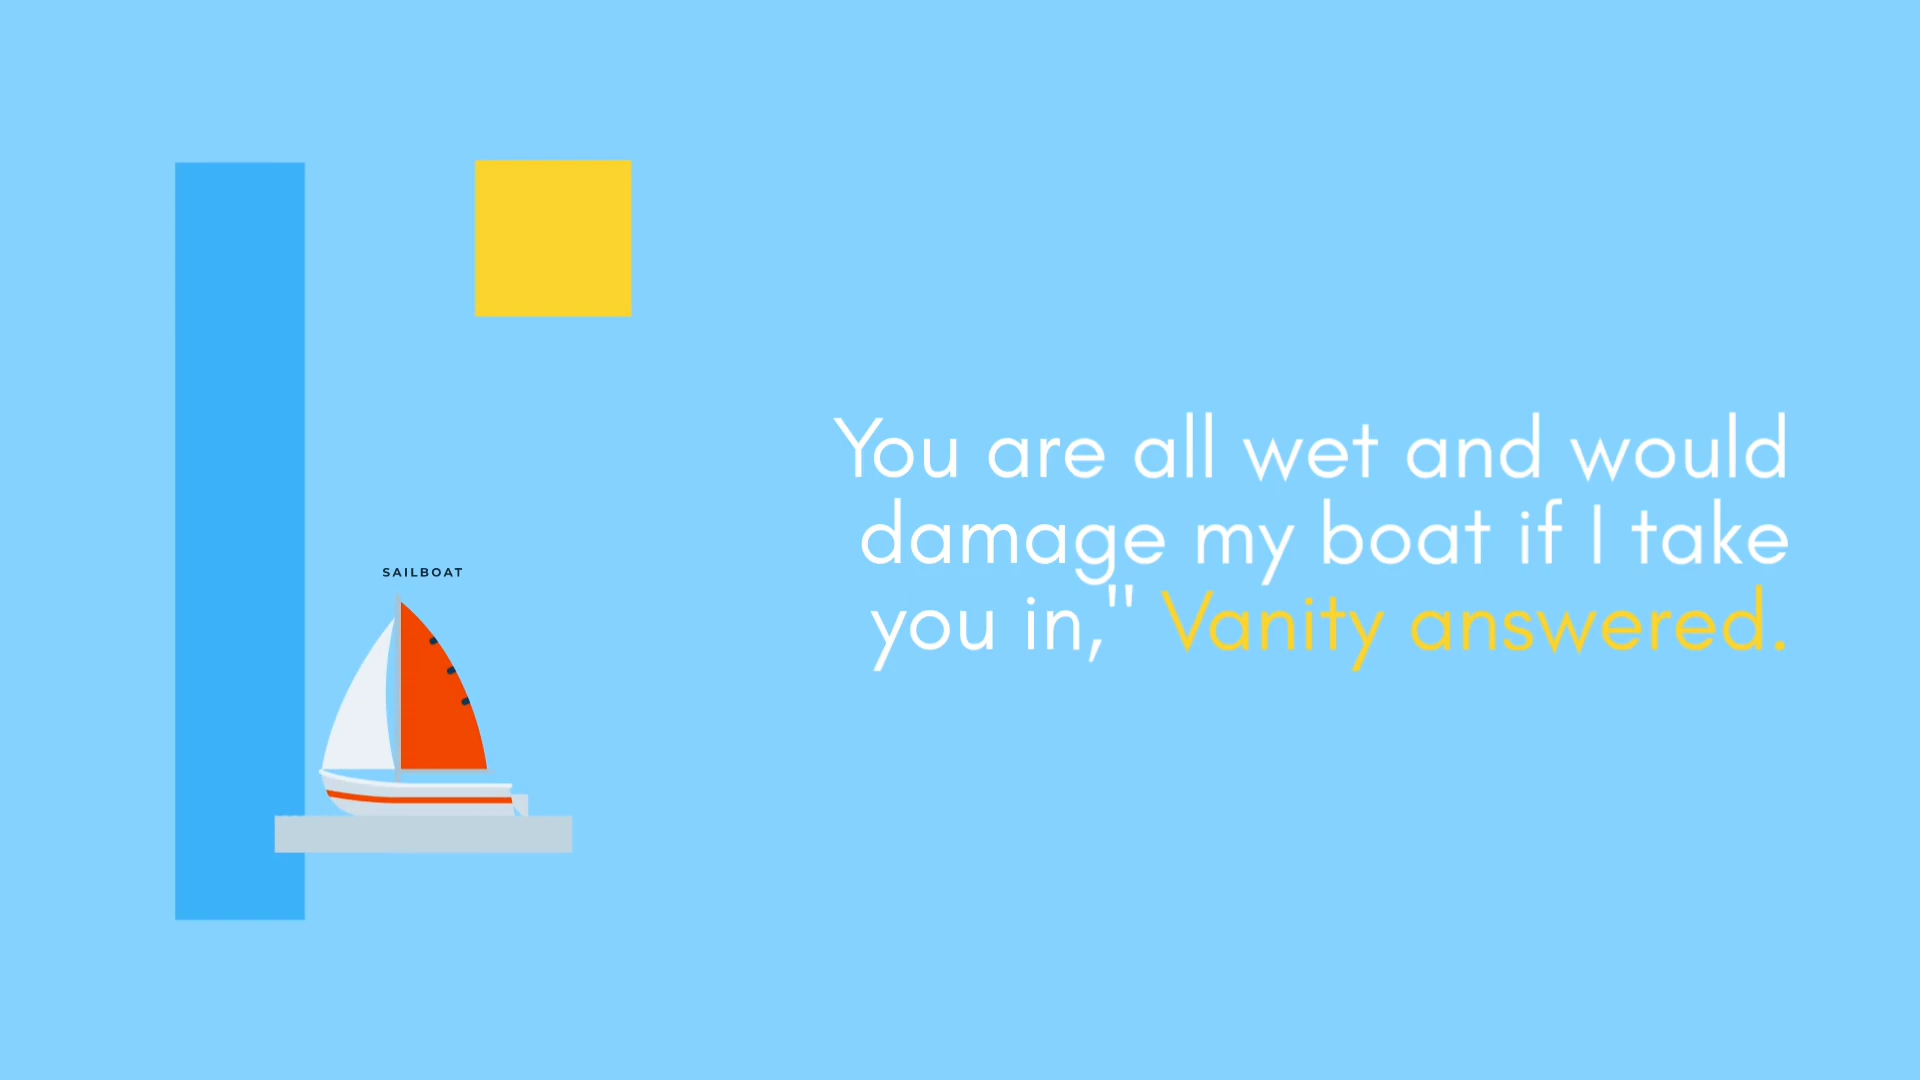 SAILBOAT
You are all wet and would
damage my boat if I take
you in," Vanity answered.